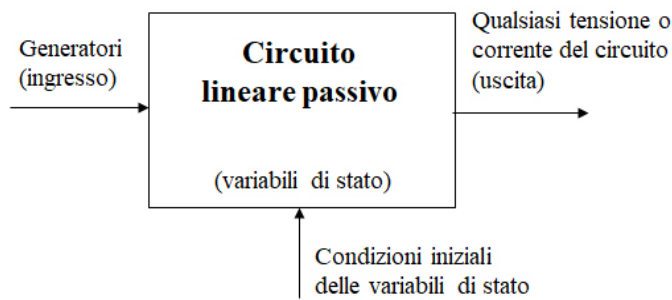 Generatori
(ingresso)
Circuito
lineare passivo
(variabili di stato)
Qualsiasi tensione o
corrente del circuito
(uscita)
Condizioni iniziali
delle variabili di stato